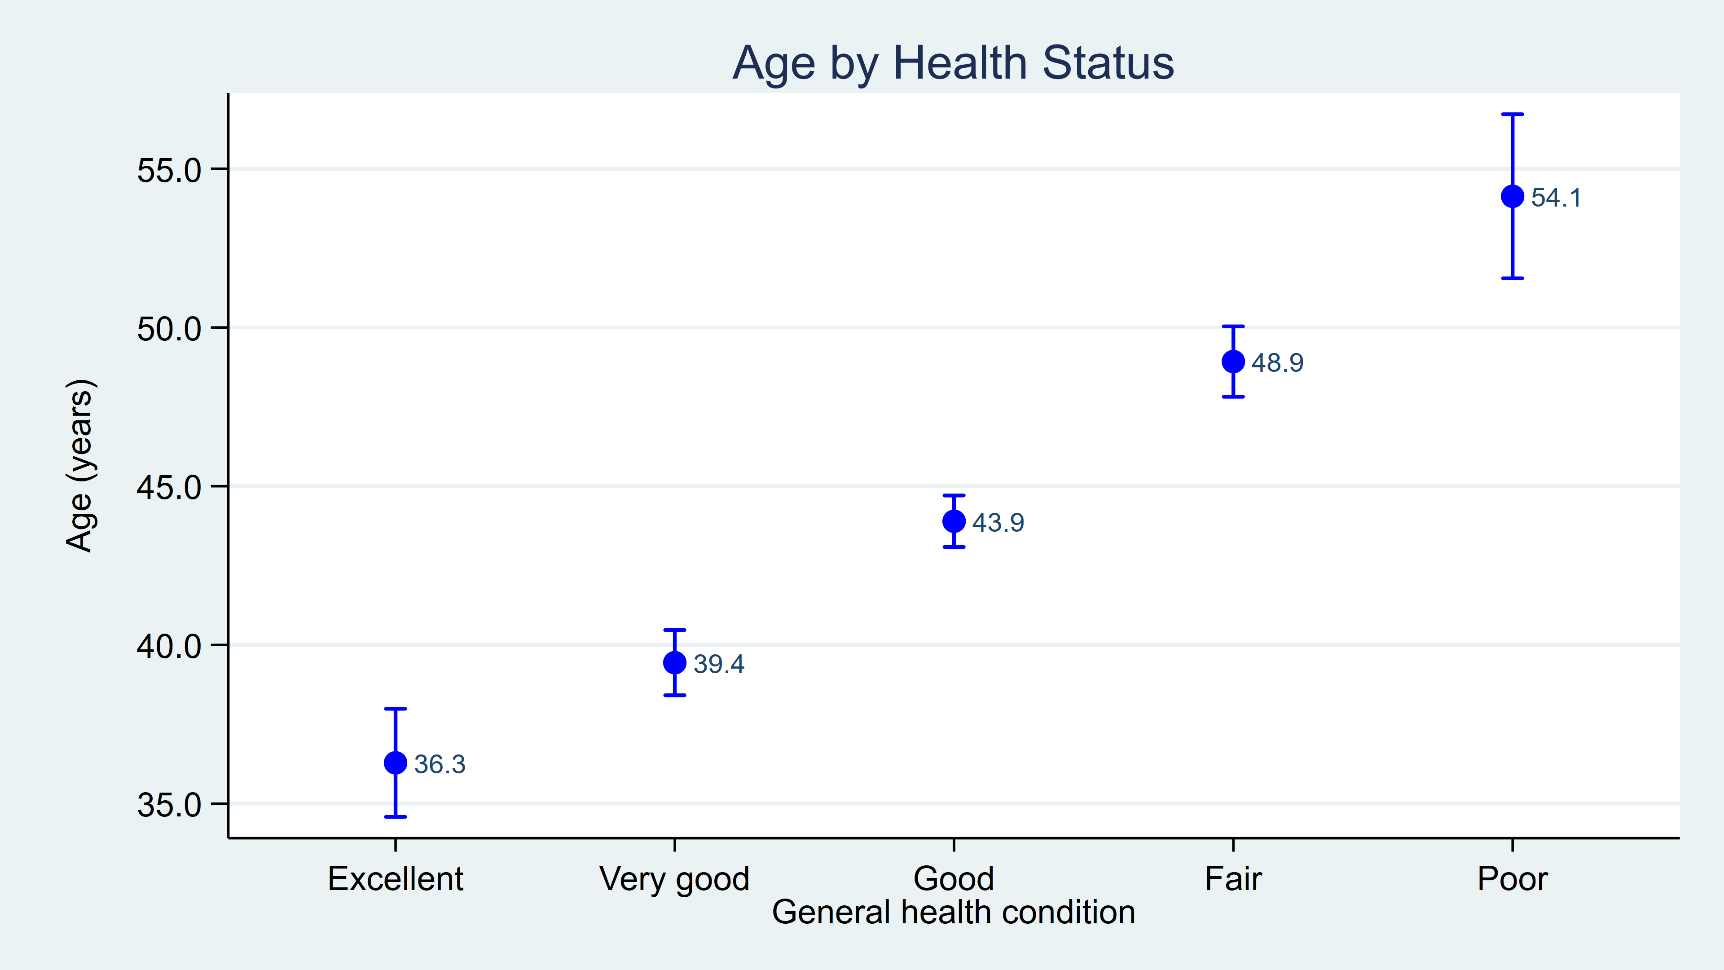 Age by Health Status
Age (years)
55.0
50.0
45.0
40.0
35.0
54.1
48.9
43.9
39.4
36.3
Excellent Very good Good Fair Poor
General health condition